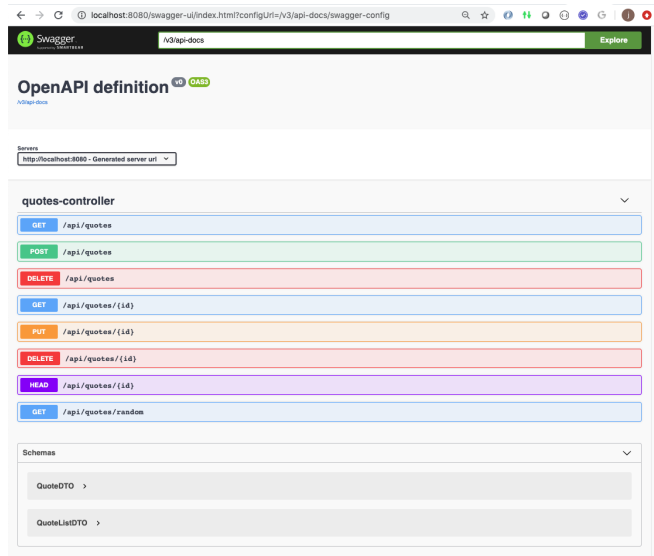 localhost:8080/swagger-ui/index.html?configUrl=/v3/api-docs/swagger-config
Swagger
Supported by SMARTBEAR
/v3/api-docs
Explore
OpenAPI definition v0 OAS3
/v3/api-docs
Servers
http://localhost:8080 - Generated server url
quotes-controller
GET /api/quotes
POST /api/quotes
DELETE /api/quotes
GET /api/quotes/{id}
PUT /api/quotes/{id}
DELETE /api/quotes/{id}
HEAD /api/quotes/{id}
GET /api/quotes/random
Schemas
QuoteDTO >
QuoteListDTO >